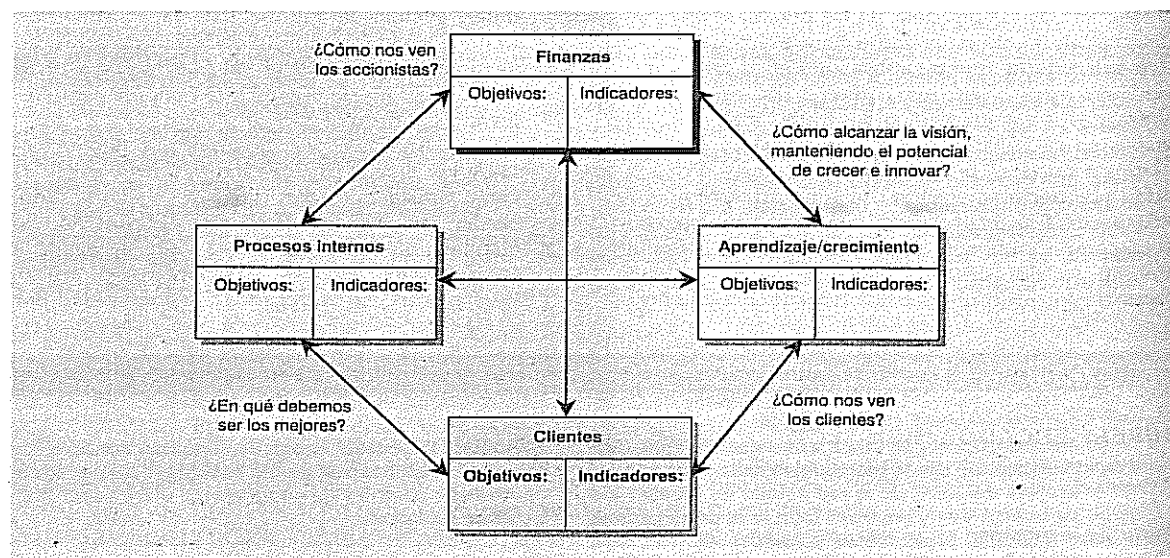 ¿Cómo nos ven
los accionistas?
Finanzas
Objetivos:
Indicadores:
¿Cómo alcanzar la visión,
manteniendo el potencial
de crecer e innovar?
Procesos internos
Objetivos:
Indicadores:
Aprendizaje/crecimiento
Objetivos:
Indicadores:
¿En qué debemos
ser los mejores?
¿Cómo nos ven
los clientes?
Clientes
Objetivos:
Indicadores: